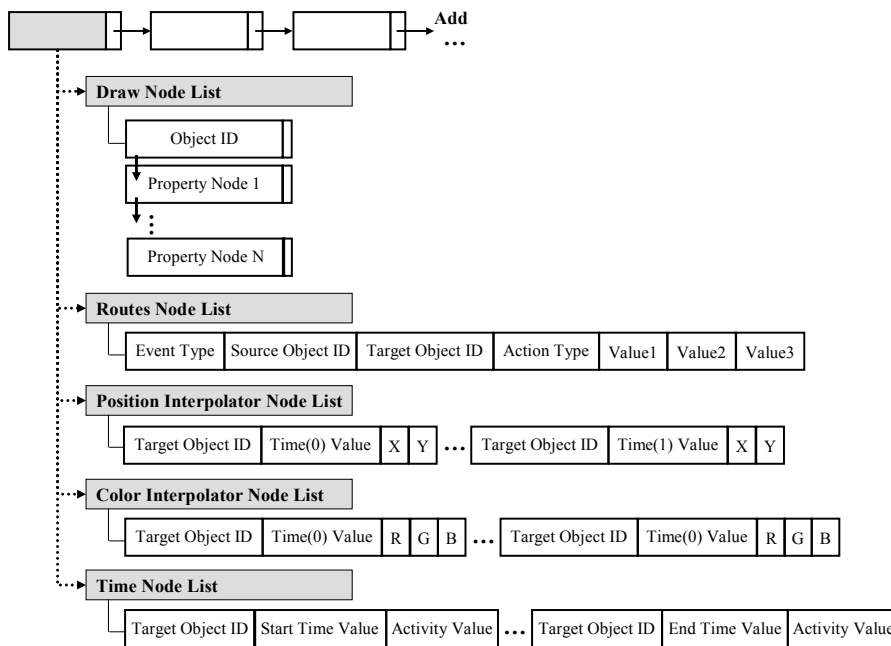 Add
...
Draw Node List
Object ID
Property Node 1
⋮
Property Node N
Routes Node List
Event Type Source Object ID Target Object ID Action Type Value1 Value2 Value3
Position Interpolator Node List
Target Object ID Time(0) Value X Y ... Target Object ID Time(1) Value X Y
Color Interpolator Node List
Target Object ID Time(0) Value R G B ... Target Object ID Time(0) Value R G B
Time Node List
Target Object ID Start Time Value Activity Value ... Target Object ID End Time Value Activity Value